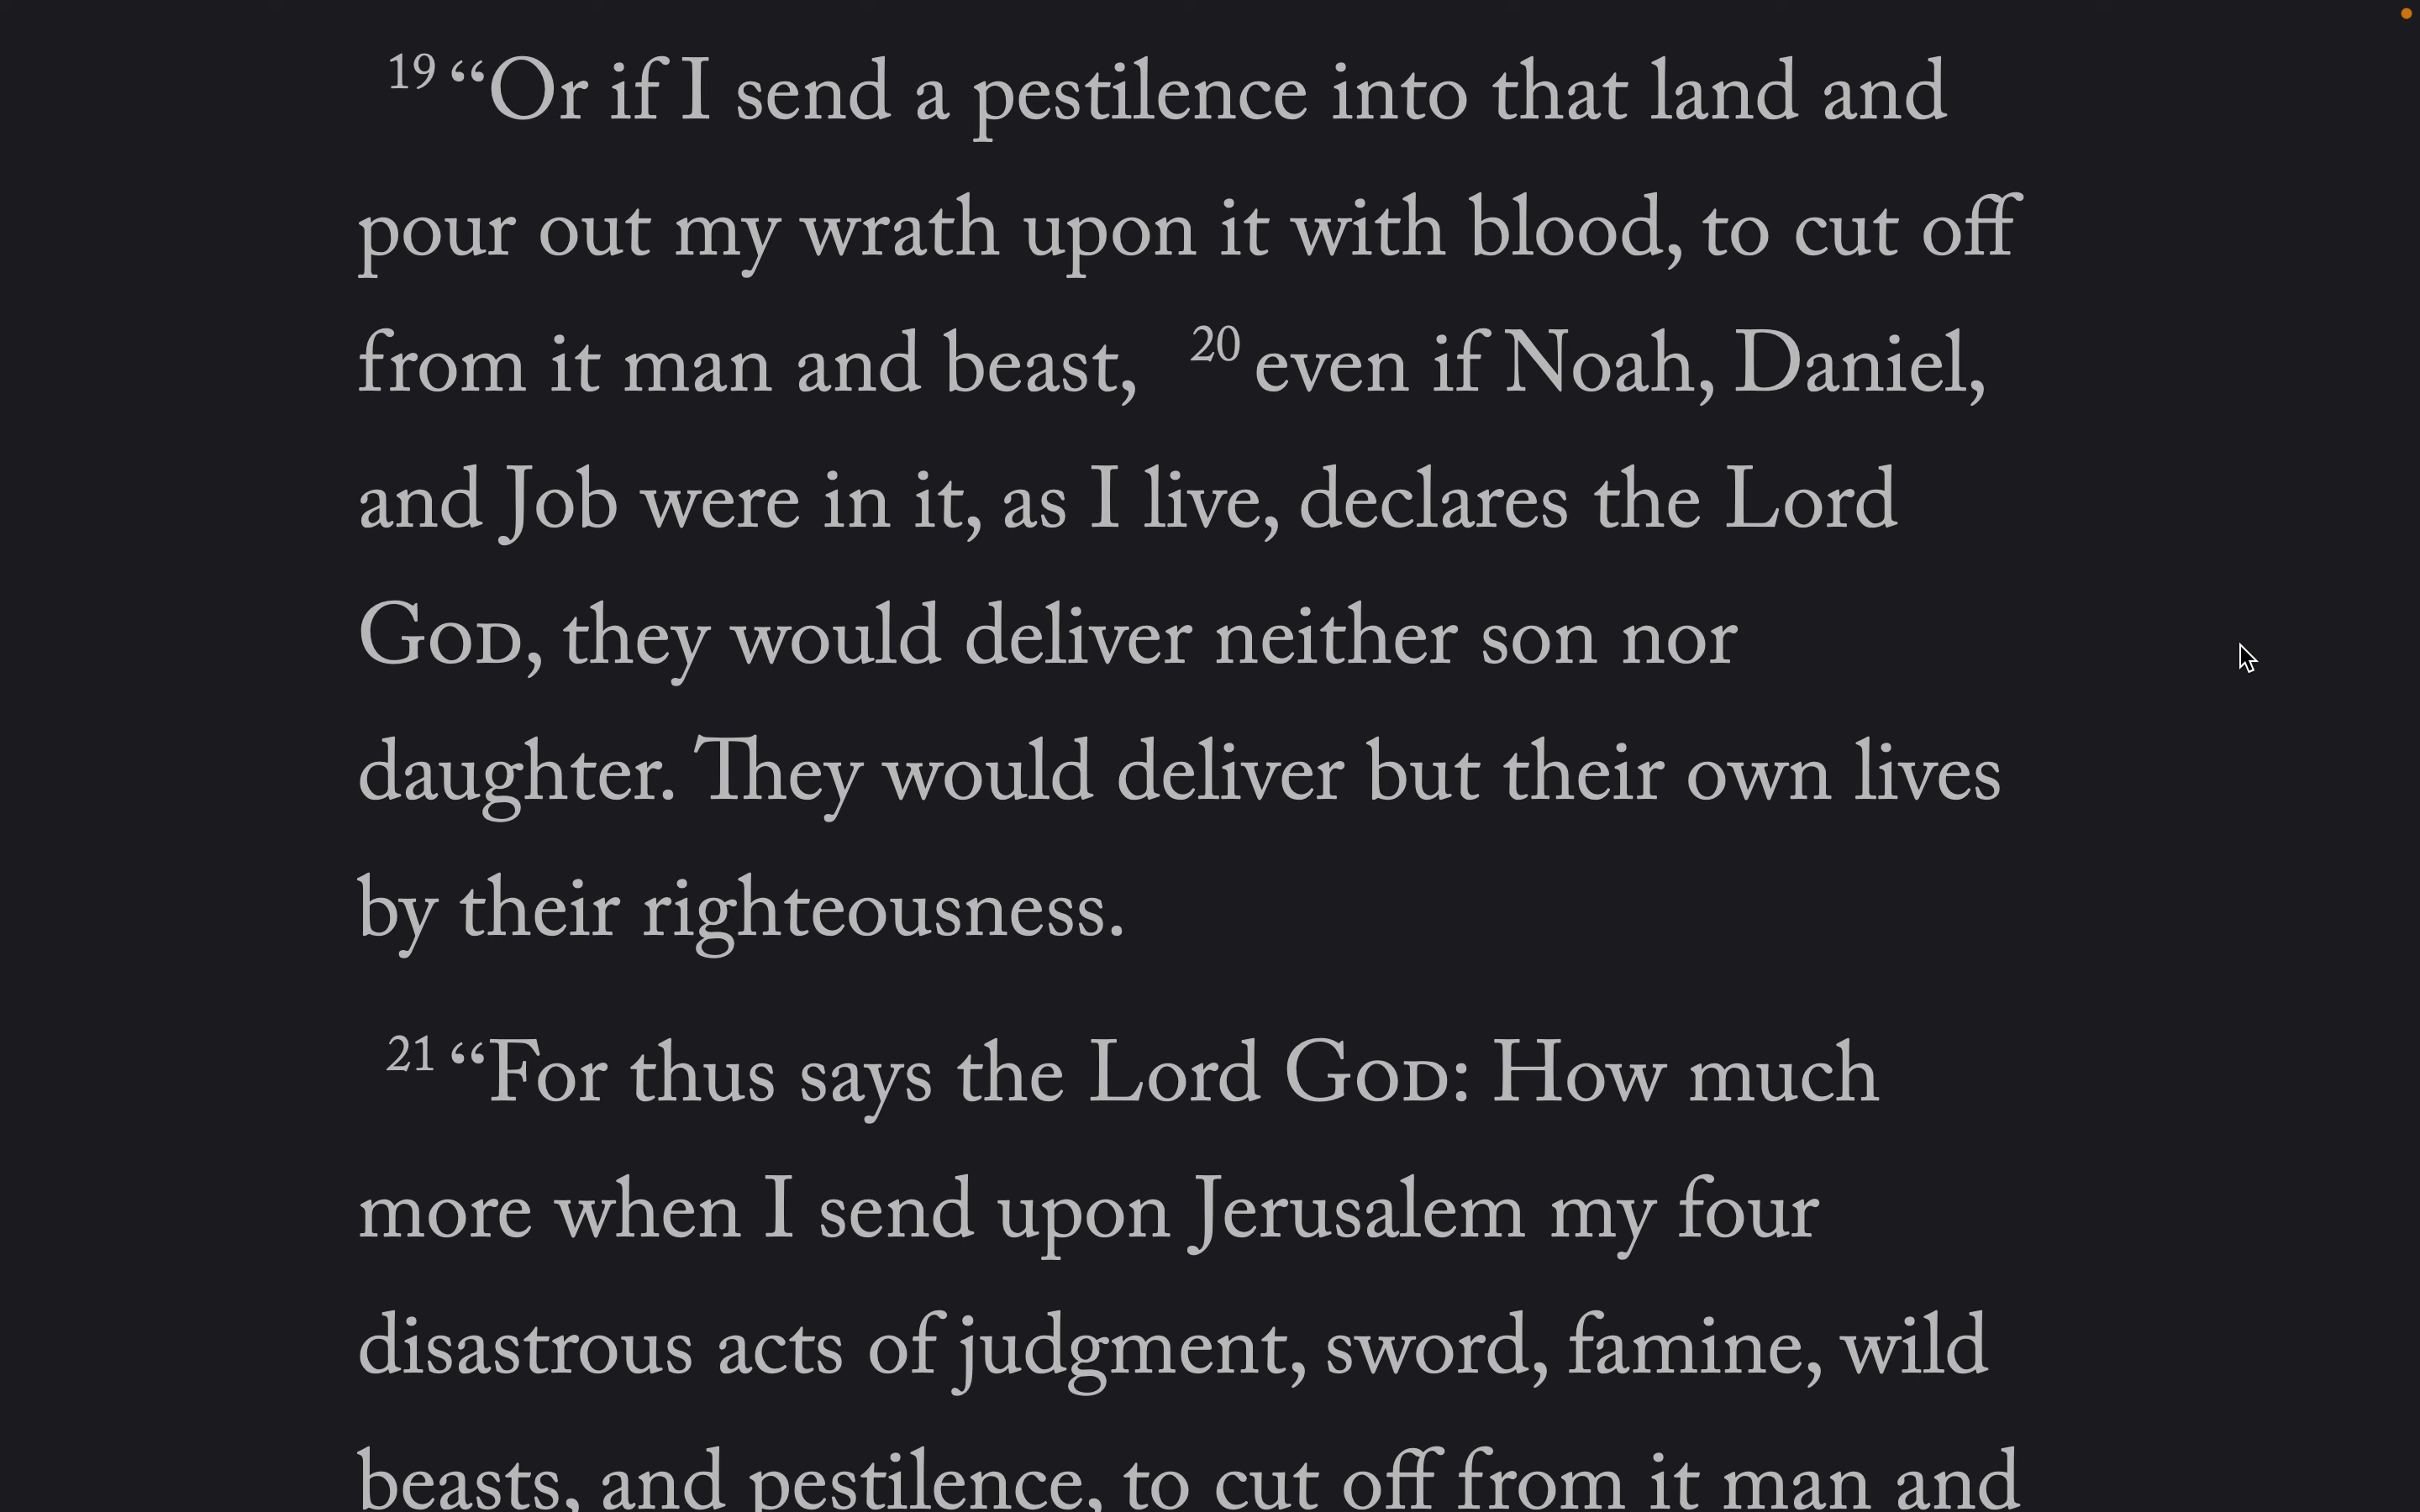 19 “Or if I send a pestilence into that land and
pour out my wrath upon it with blood, to cut off
from it man and beast, 20 even if Noah, Daniel,
and Job were in it, as I live, declares the Lord
GOD, they would deliver neither son nor
daughter. They would deliver but their own lives
by their righteousness.
21 “For thus says the Lord GOD: How much
more when I send upon Jerusalem my four
disastrous acts of judgment, sword, famine, wild
beasts, and pestilence, to cut off from it man and